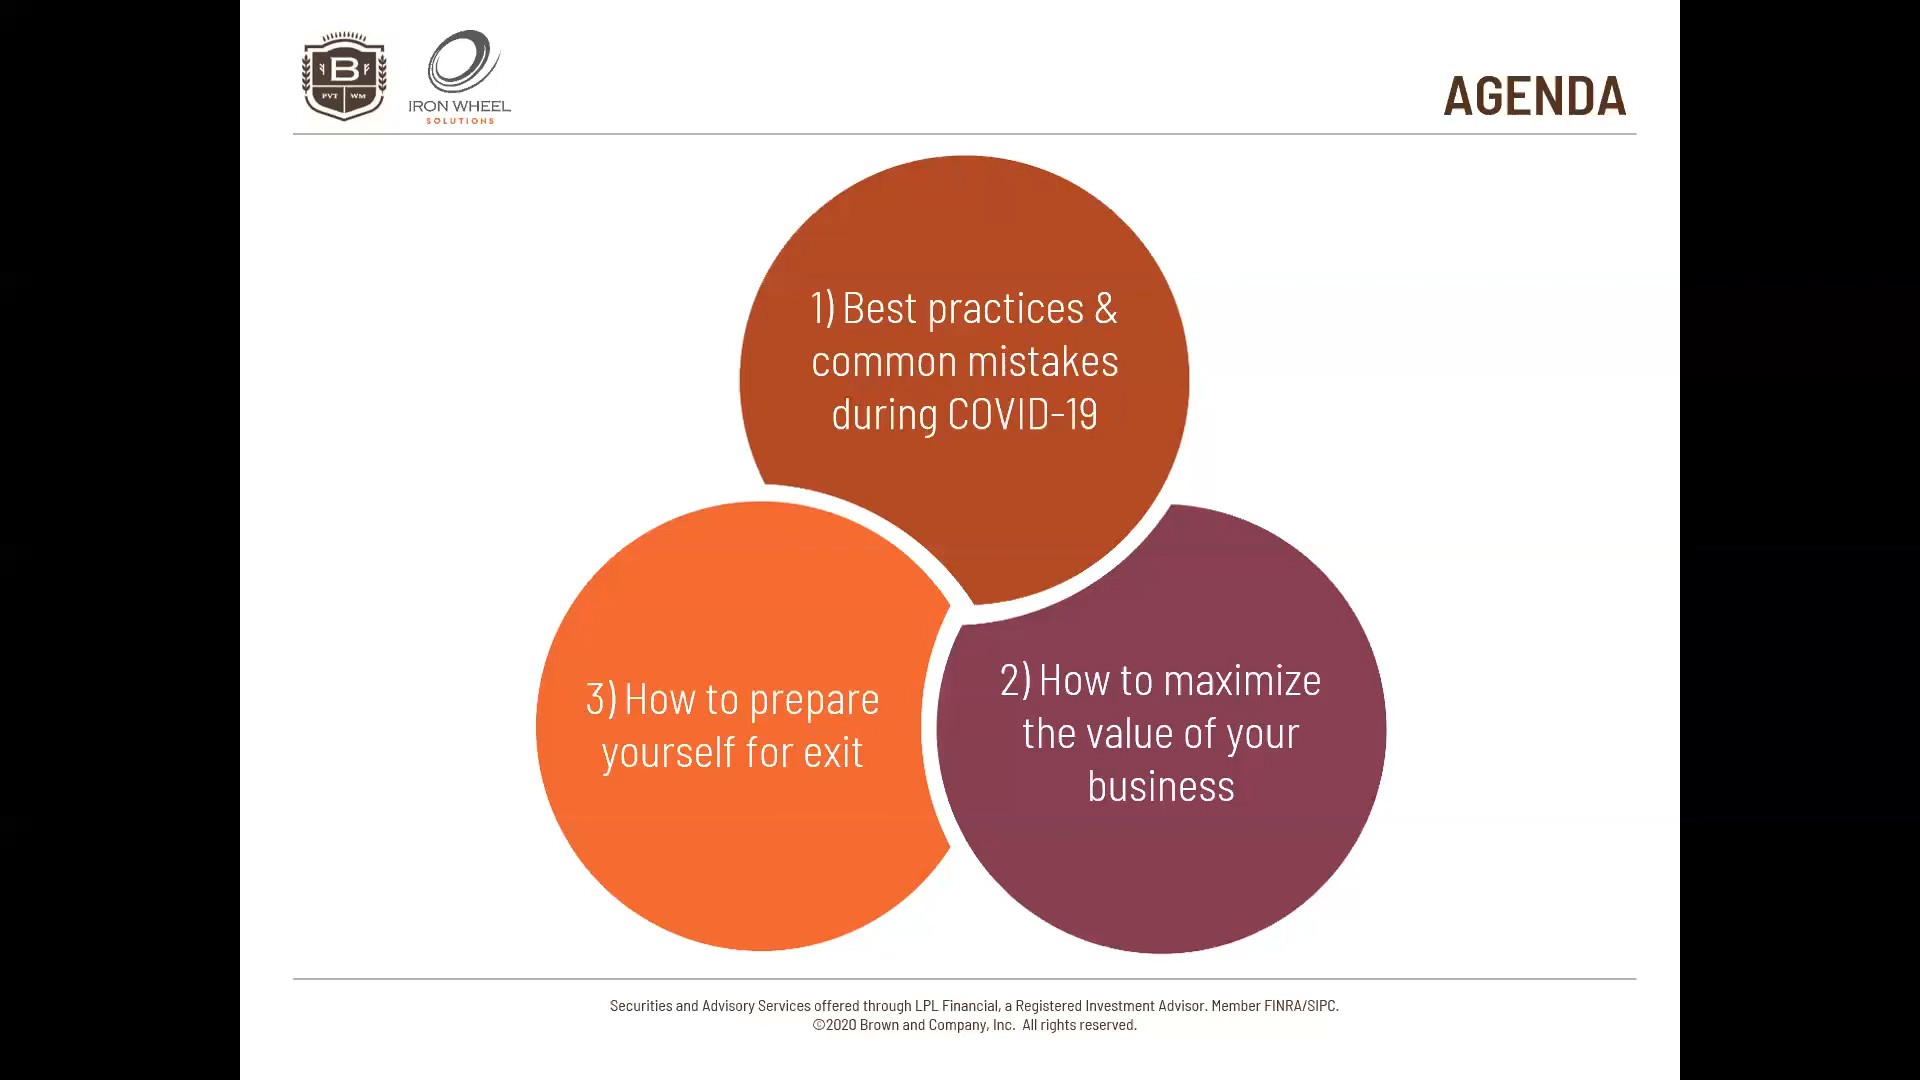 B
PVT WM
IRON WHEEL
SOLUTIONS
AGENDA
1) Best practices &
common mistakes
during COVID-19
3) How to prepare
yourself for exit
2) How to maximize
the value of your
business
Securities and Advisory Services offered through LPL Financial, a Registered Investment Advisor. Member FINRA/SIPC.
©2020 Brown and Company, Inc. All rights reserved.